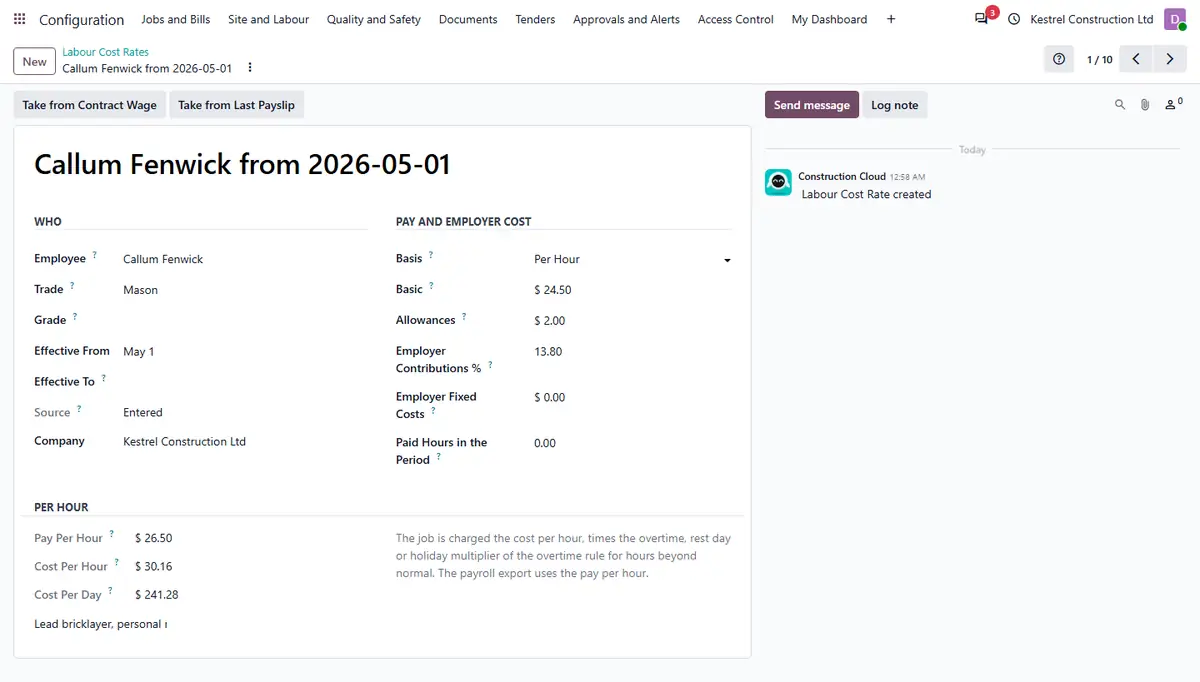 Configuration Jobs and Bills Site and Labour Quality and Safety Documents Tenders Approvals and Alerts Access Control My Dashboard + 3 Kestrel Construction Ltd D
New
Labour Cost Rates
Callum Fenwick from 2026-05-01
1 / 10
Take from Contract Wage Take from Last Payslip
Send message Log note
0
Callum Fenwick from 2026-05-01
WHO
Employee ? Callum Fenwick
Trade ? Mason
Grade ?
Effective From May 1
Effective To ?
Source ? Entered
Company Kestrel Construction Ltd
PAY AND EMPLOYER COST
Basis ? Per Hour
Basic ? $ 24.50
Allowances ? $ 2.00
Employer
Contributions % ? 13.80
Employer Fixed
Costs ? $ 0.00
Paid Hours in the
Period ? 0.00
PER HOUR
Pay Per Hour ? $ 26.50
Cost Per Hour ? $ 30.16
Cost Per Day ? $ 241.28
Lead bricklayer, personal
The job is charged the cost per hour, times the overtime, rest day
or holiday multiplier of the overtime rule for hours beyond
normal. The payroll export uses the pay per hour.
Today
Construction Cloud 12:58 AM
Labour Cost Rate created